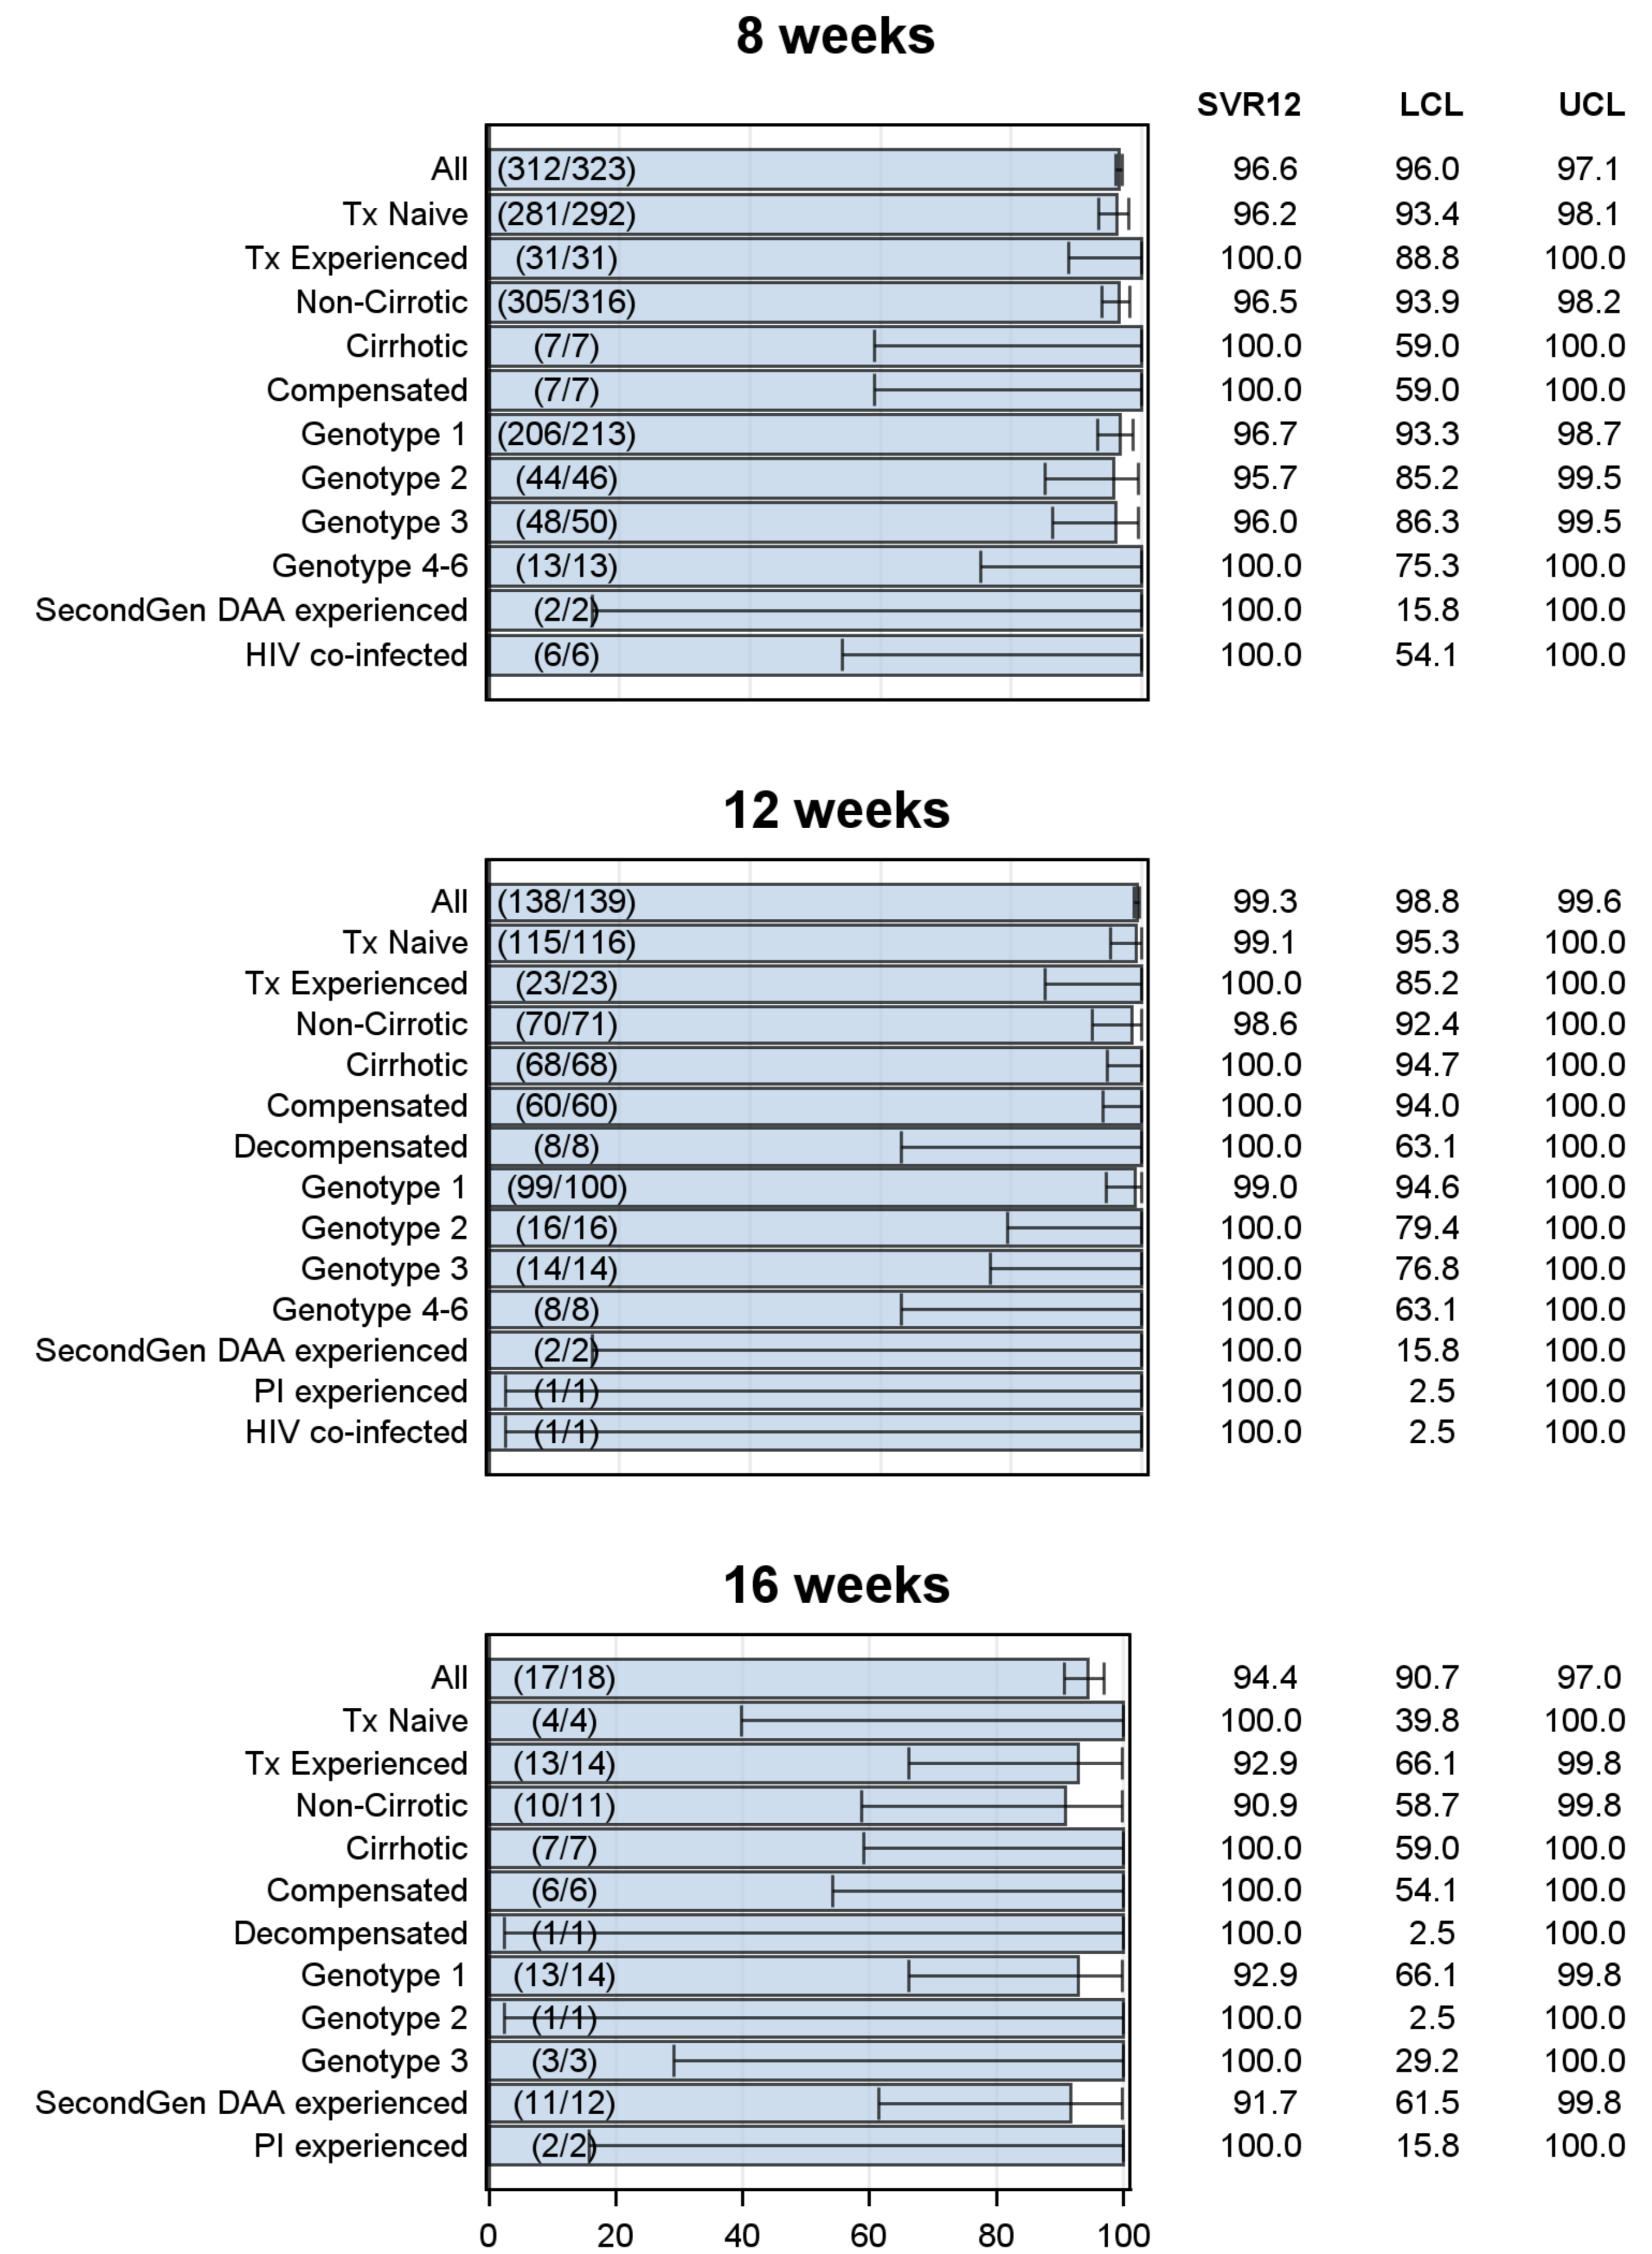 8 weeks
SVR12 LCL UCL
All (312/323) 96.6 96.0 97.1
Tx Naive (281/292) 96.2 93.4 98.1
Tx Experienced (31/31) 100.0 88.8 100.0
Non-Cirrotic (305/316) 96.5 93.9 98.2
Cirrhotic (7/7) 100.0 59.0 100.0
Compensated (7/7) 100.0 59.0 100.0
Genotype 1 (206/213) 96.7 93.3 98.7
Genotype 2 (44/46) 95.7 85.2 99.5
Genotype 3 (48/50) 96.0 86.3 99.5
Genotype 4-6 (13/13) 100.0 75.3 100.0
SecondGen DAA experienced (2/2) 100.0 15.8 100.0
HIV co-infected (6/6) 100.0 54.1 100.0
12 weeks
All (138/139) 99.3 98.8 99.6
Tx Naive (115/116) 99.1 95.3 100.0
Tx Experienced (23/23) 100.0 85.2 100.0
Non-Cirrotic (70/71) 98.6 92.4 100.0
Cirrhotic (68/68) 100.0 94.7 100.0
Compensated (60/60) 100.0 94.0 100.0
Decompensated (8/8) 100.0 63.1 100.0
Genotype 1 (99/100) 99.0 94.6 100.0
Genotype 2 (16/16) 100.0 79.4 100.0
Genotype 3 (14/14) 100.0 76.8 100.0
Genotype 4-6 (8/8) 100.0 63.1 100.0
SecondGen DAA experienced (2/2) 100.0 15.8 100.0
PI experienced (1/1) 100.0 2.5 100.0
HIV co-infected (1/1) 100.0 2.5 100.0
16 weeks
All (17/18) 94.4 90.7 97.0
Tx Naive (4/4) 100.0 39.8 100.0
Tx Experienced (13/14) 92.9 66.1 99.8
Non-Cirrotic (10/11) 90.9 58.7 99.8
Cirrhotic (7/7) 100.0 59.0 100.0
Compensated (6/6) 100.0 54.1 100.0
Decompensated (1/1) 100.0 2.5 100.0
Genotype 1 (13/14) 92.9 66.1 99.8
Genotype 2 (1/1) 100.0 2.5 100.0
Genotype 3 (3/3) 100.0 29.2 100.0
SecondGen DAA experienced (11/12) 91.7 61.5 99.8
PI experienced (2/2) 100.0 15.8 100.0
0 20 40 60 80 100